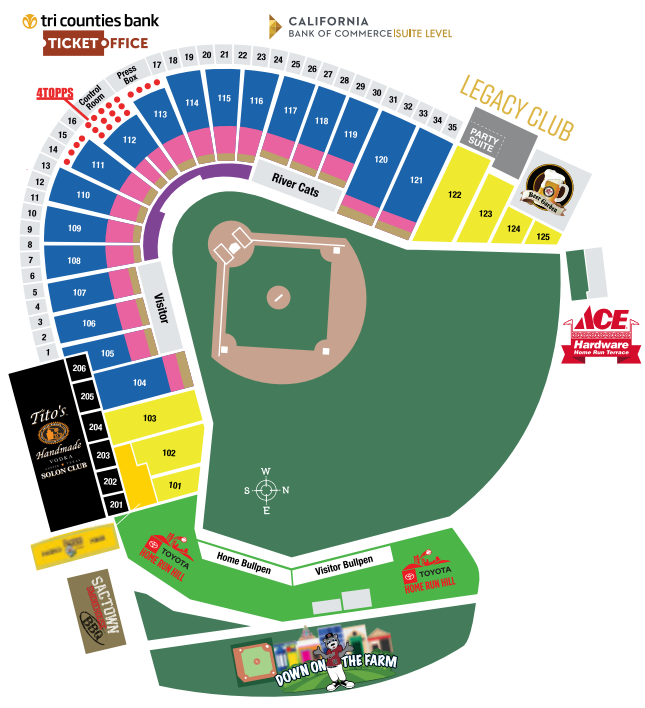 tri counties bank
TICKET OFFICE
CALIFORNIA
BANK OF COMMERCE|SUITE LEVEL
4TOPPS
Control
Room
Press
Box
17
18
19
20
21
22
23
24
25
26
27
28
29
30
31
32
33
34
35
LEGACY CLUB
PARTY
SUITE
Beer Garden
16
15
14
13
12
11
10
9
8
7
6
5
4
3
2
1
114
115
116
117
118
119
120
121
122
123
124
125
113
112
111
110
109
108
107
106
105
104
103
102
101
River Cats
Visitor
206
205
204
203
202
201
Tito's
Handmade
VODKA
SOLON CLUB
ACE
Hardware
Home Run Terrace
W
S N
E
TOYOTA
HOME RUN HILL
Home Bullpen
Visitor Bullpen
TOYOTA
HOME RUN HILL
SACTOWN
BBQ
DOWN ON THE FARM